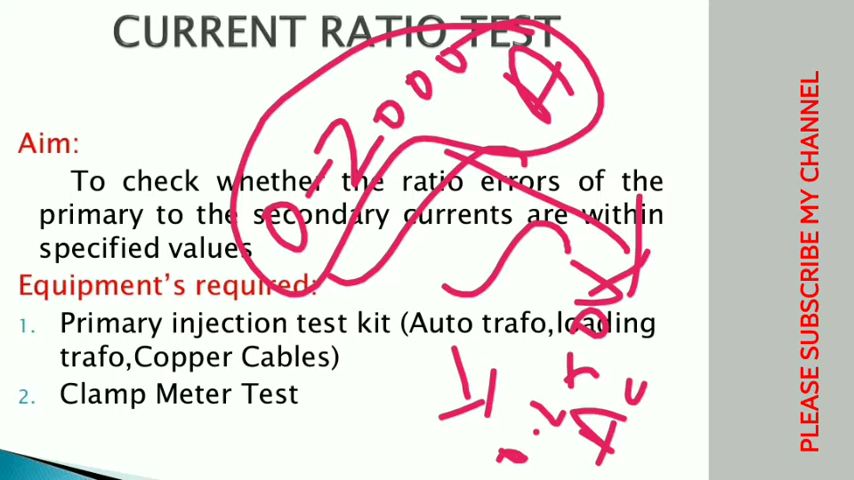 CURRENT RATIO TEST
0-2000 A
Aim:
To check whether the ratio errors of the
primary to the secondary currents are within
specified values
Equipment's required:
1. Primary injection test kit (Auto trafo,loading
trafo,Copper Cables)
2. Clamp Meter Test
PLEASE SUBSCRIBE MY CHANNEL